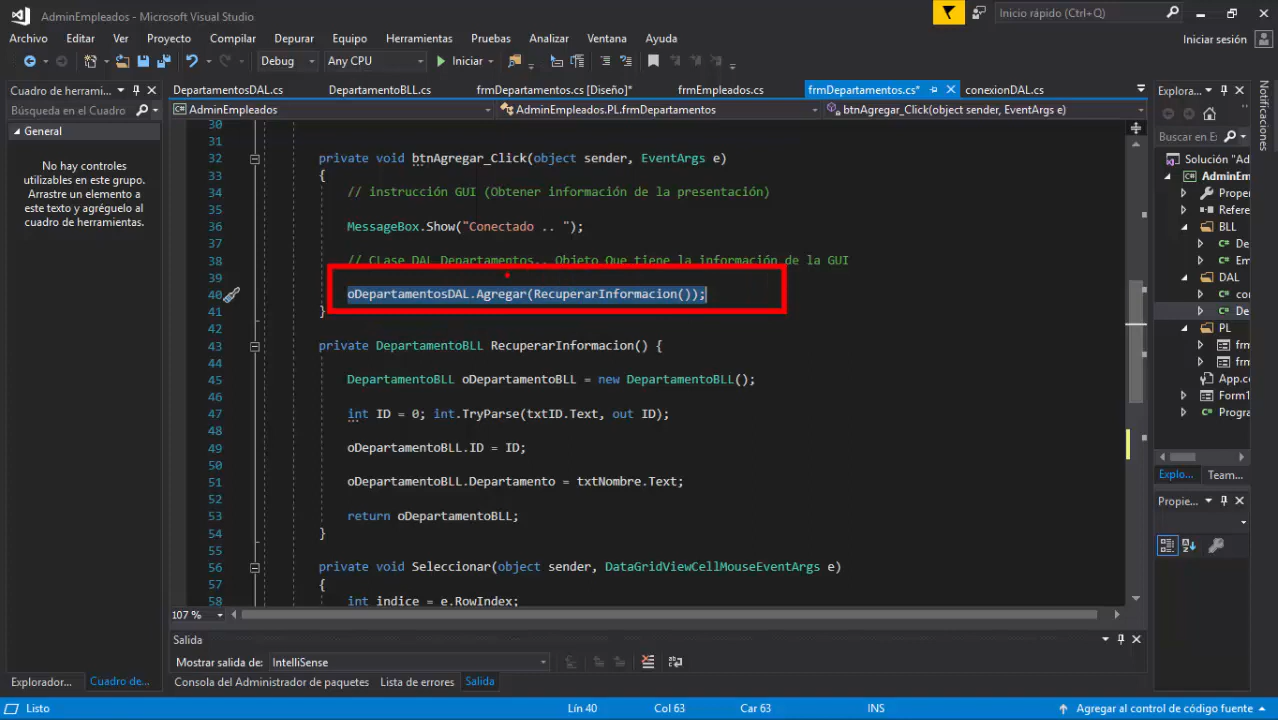 AdminEmpleados - Microsoft Visual Studio
Inicio rápido (Ctrl+Q)
Archivo Editar Ver Proyecto Compilar Depurar Equipo Herramientas Pruebas Analizar Ventana Ayuda
Iniciar sesión
Debug Any CPU Iniciar
Cuadro de herrami...
Búsqueda en el Cuadro
General
No hay controles
utilizables en este grupo.
Arrastre un elemento a
este texto y agréguelo al
cuadro de herramientas.
Explorador... Cuadro de...
DepartamentosDAL.cs DepartamentoBLL.cs frmDepartamentos.cs [Diseño]* frmEmpleados.cs frmDepartamentos.cs* conexionDAL.cs
AdminEmpleados AdminEmpleados.PL.frmDepartamentos btnAgregar_Click(object sender, EventArgs e)
30
31
32 private void btnAgregar_Click(object sender, EventArgs e)
33 {
34 // instrucción GUI (Obtener información de la presentación)
35
36 MessageBox.Show("Conectado .. ");
37
38 // CLase DAL Departamentos.. Objeto Que tiene la información de la GUI
39
40 oDepartamentosDAL.Agregar(RecuperarInformacion());
41 }
42
43 private DepartamentoBLL RecuperarInformacion() {
44
45 DepartamentoBLL oDepartamentoBLL = new DepartamentoBLL();
46
47 int ID = 0; int.TryParse(txtID.Text, out ID);
48
49 oDepartamentoBLL.ID = ID;
50
51 oDepartamentoBLL.Departamento = txtNombre.Text;
52
53 return oDepartamentoBLL;
54 }
55
56 private void Seleccionar(object sender, DataGridViewCellMouseEventArgs e)
57 {
58 int indice = e.RowIndex;
107 %
Salida
Mostrar salida de: IntelliSense
Consola del Administrador de paquetes Lista de errores Salida
Explora...
Buscar en E
Solución "Ad
AdminEm
Proper
Refere
BLL
De
Em
DAL
cor
De
PL
frm
frm
App.cc
Form1
Progra
Explo... Team...
Propie...
Notificaciones
Listo Lín 40 Col 63 Car 63 INS Agregar al control de código fuente